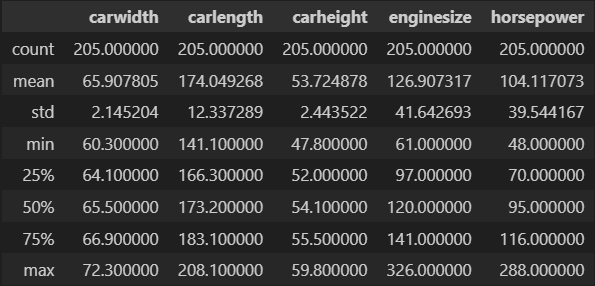 carwidth carlength carheight enginesize horsepower
count 205.000000 205.000000 205.000000 205.000000 205.000000
mean 65.907805 174.049268 53.724878 126.907317 104.117073
std 2.145204 12.337289 2.443522 41.642693 39.544167
min 60.300000 141.100000 47.800000 61.000000 48.000000
25% 64.100000 166.300000 52.000000 97.000000 70.000000
50% 65.500000 173.200000 54.100000 120.000000 95.000000
75% 66.900000 183.100000 55.500000 141.000000 116.000000
max 72.300000 208.100000 59.800000 326.000000 288.000000